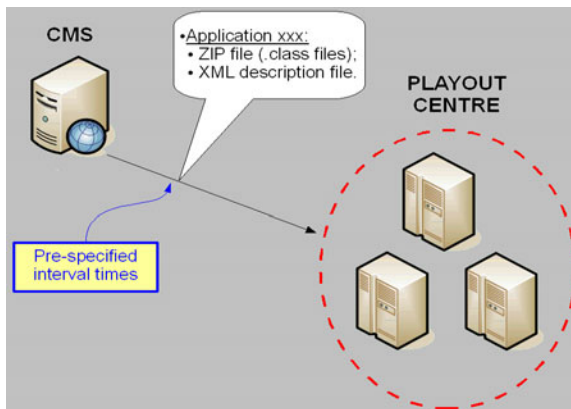 CMS
•Application xxx:
• ZIP file (.class files);
• XML description file.
PLAYOUT
CENTRE
Pre-specified
interval times